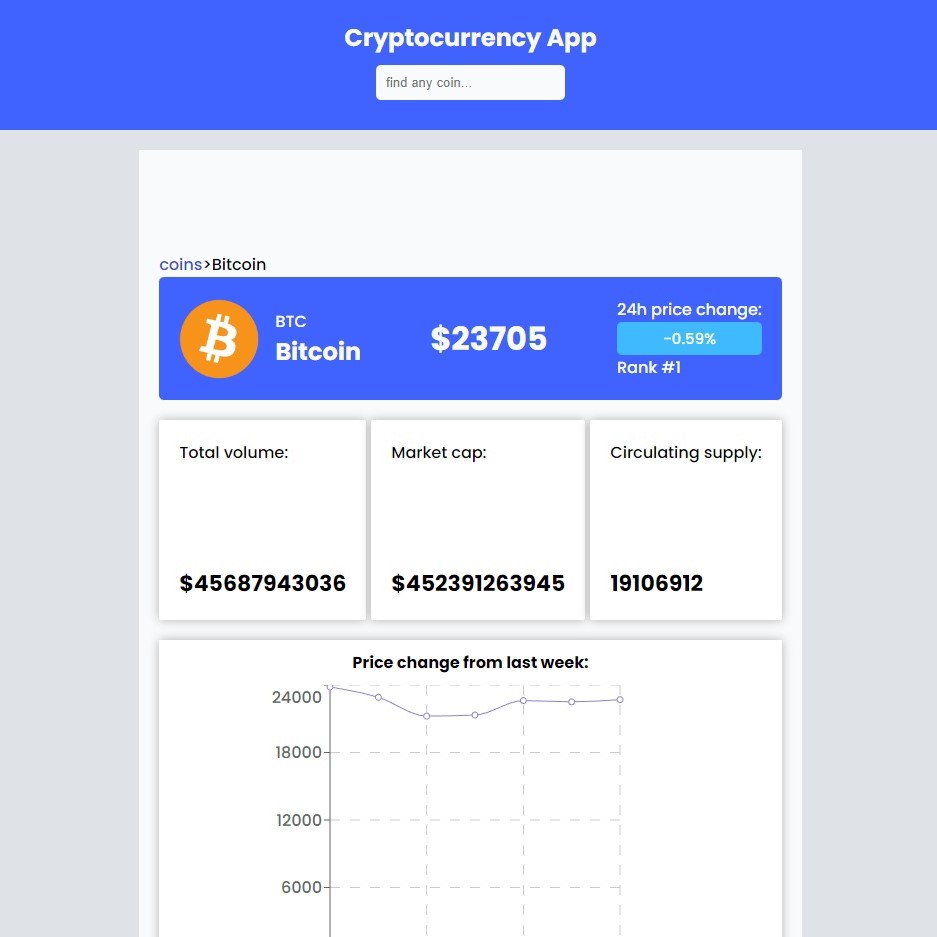 Cryptocurrency App
find any coin...
coins>Bitcoin
BTC
Bitcoin
$23705
24h price change:
-0.59%
Rank #1
Total volume:
$45687943036
Market cap:
$452391263945
Circulating supply:
19106912
Price change from last week:
24000
18000
12000
6000